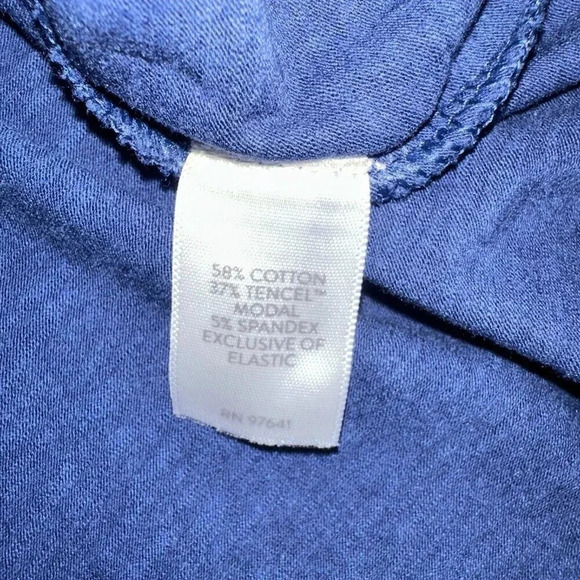 58% COTTON
37% TENCEL™
MODAL
5% SPANDEX
EXCLUSIVE OF
ELASTIC
RN 97641